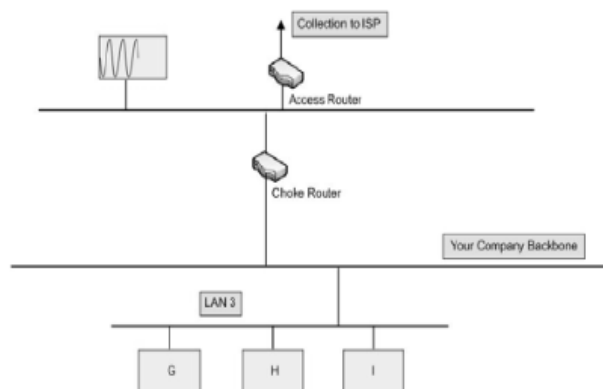 Collection to ISP
Access Router
Choke Router
Your Company Backbone
LAN 3
G
H
I